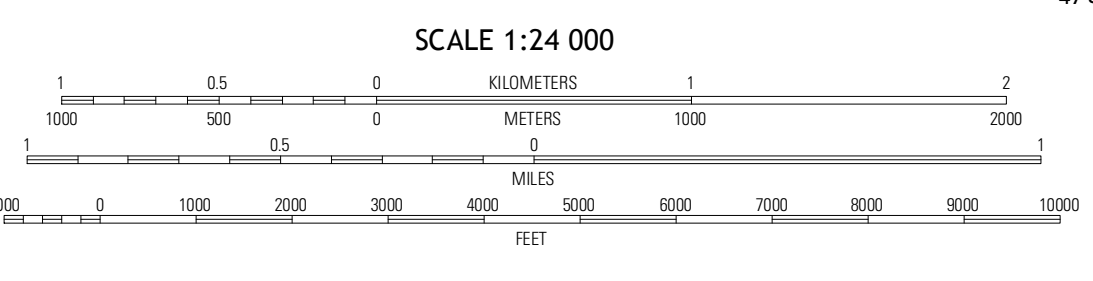 SCALE 1:24 000
1 0.5 0 KILOMETERS 1 2
1000 500 0 METERS 1000 2000
1 0.5 0 1
MILES
0 1000 2000 3000 4000 5000 6000 7000 8000 9000 10000
FEET